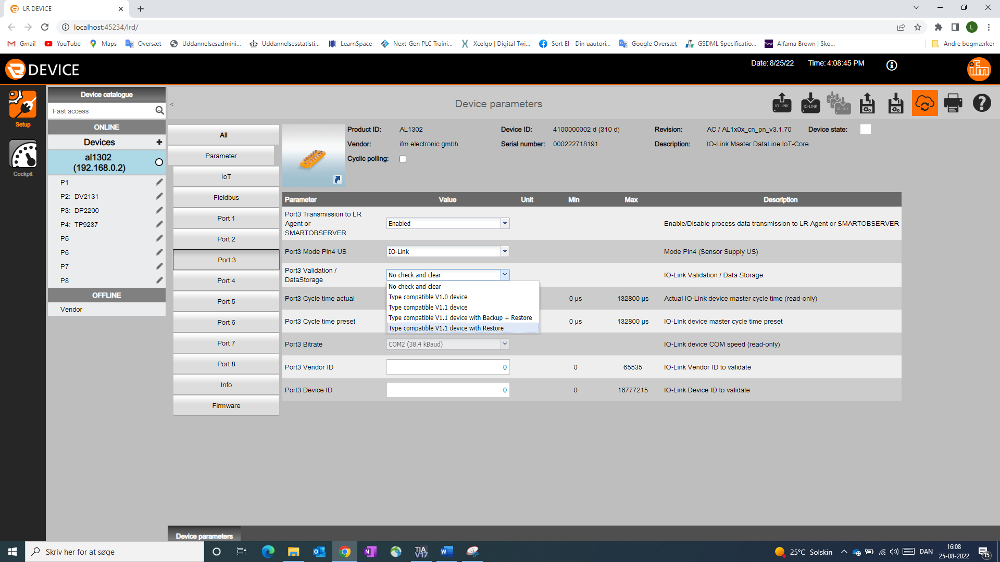 LR DEVICE
localhost:45234/lrd/
L
Gmail
YouTube
Maps
Oversæt
Uddannelsesadmini...
Uddannelsesstatisti...
LearnSpace
Next-Gen PLC Traini...
Xcelgo | Digital Twi...
Sort El - Din uautori...
Google Oversæt
GSDML Specificatio...
Alfama Brown | Sko...
Andre bogmærker
DEVICE
Date: 8/25/22
Time: 4:08:45 PM
ifm
Setup
Cockpit
Device catalogue
Fast access
ONLINE
Devices
+
al1302
(192.168.0.2)
P1
P2: DV2131
P3: DP2200
P4: TP9237
P5
P6
P7
P8
OFFLINE
Vendor
<
Device parameters
IO-LINK
IO-LINK
IO-LINK
All
Parameter
IoT
Fieldbus
Port 1
Port 2
Port 3
Port 4
Port 5
Port 6
Port 7
Port 8
Info
Firmware
Product ID: AL1302
Device ID: 4100000002 d (310 d)
Revision: AC / AL1x0x_cn_pn_v3.1.70
Device state:
Vendor: ifm electronic gmbh
Serial number: 000222718191
Description: IO-Link Master DataLine IoT-Core
Cyclic polling:
Parameter Value Unit Min Max Description
Port3 Transmission to LR
Agent or
SMARTOBSERVER
Enabled
Enable/Disable process data transmission to LR Agent or SMARTOBSERVER
Port3 Mode Pin4 US
IO-Link
Mode Pin4 (Sensor Supply US)
Port3 Validation /
DataStorage
No check and clear
IO-Link Validation / Data Storage
No check and clear
Type compatible V1.0 device
Type compatible V1.1 device
Type compatible V1.1 device with Backup + Restore
Type compatible V1.1 device with Restore
Port3 Cycle time actual
0 µs
132800 µs
Actual IO-Link device master cycle time (read-only)
Port3 Cycle time preset
0 µs
132800 µs
IO-Link device master cycle time preset
Port3 Bitrate
COM2 (38.4 kBaud)
IO-Link device COM speed (read-only)
Port3 Vendor ID
0
0
65535
IO-Link Vendor ID to validate
Port3 Device ID
0
0
16777215
IO-Link Device ID to validate
Device parameters
Skriv her for at søge
TIA
V17
25°C Solskin
DAN
16:08
25-08-2022
15